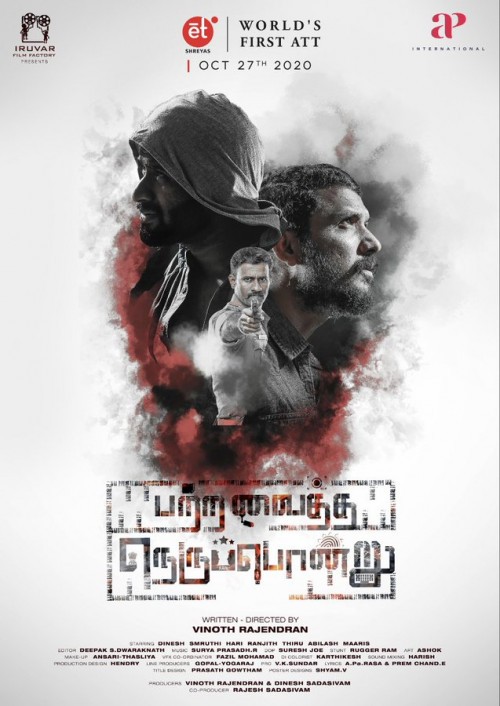 IRUVAR
FILM FACTORY
PRESENTS
ēt
SHREYAS
WORLD'S
FIRST ATT
OCT 27TH 2020
ap
INTERNATIONAL
பற்ற வைத்த
நெருப்பொன்று
WRITTEN - DIRECTED BY
VINOTH RAJENDRAN
STARRING DINESH SMRUTHI HARI RANJITH THIRU ABILASH MAARIS
EDITOR DEEPAK S.DWARAKNATH MUSIC SURYA PRASADH.R DOP SURESH JOE STUNT RUGGER RAM ART ASHOK
MAKE-UP ANSARI-THASLIYA VFX CO-ORDINATOR FAZIL MOHAMAD DI COLORIST KARTHIKESH SOUND MIXING HARISH
PRODUCTION DESIGN HENDRY LINE PRODUCERS GOPAL-YOGARAJ PRO V.K.SUNDAR LYRICS A.Pa.RASA & PREM CHAND.E
TITLE DESIGN PRASATH GOWTHAM POSTER DESIGNS SHYAM.V
PRODUCERS VINOTH RAJENDRAN & DINESH SADASIVAM
CO-PRODUCER RAJESH SADASIVAM